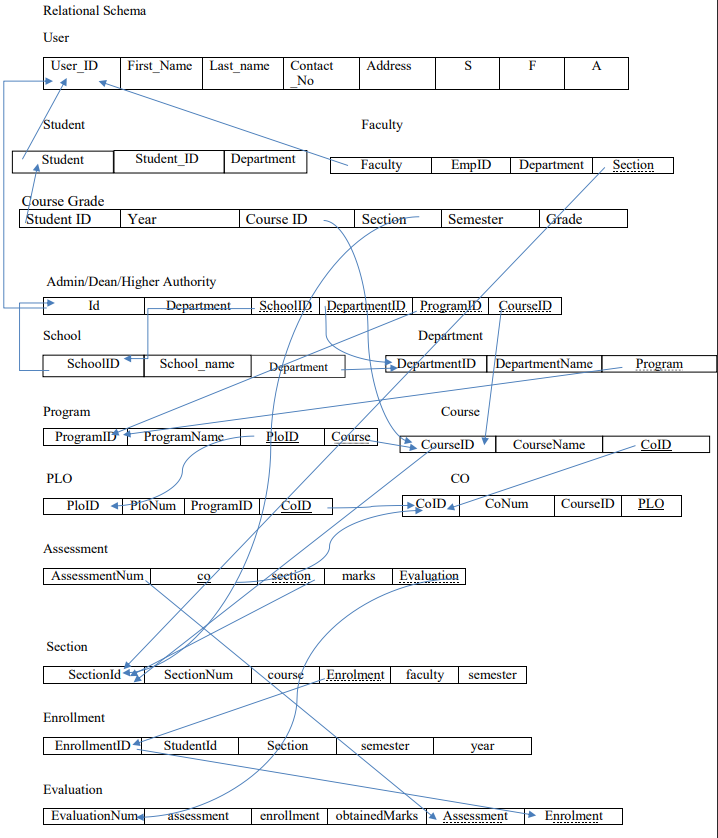 Relational Schema
User
User_ID First_Name Last_name Contact _No Address S F A
Student Faculty
Student Student_ID Department Faculty EmpID Department Section
Course Grade
Student ID Year Course ID Section Semester Grade
Admin/Dean/Higher Authority
Id Department SchoolID DepartmentID ProgramID CourseID
School Department
SchoolID School_name Department DepartmentID DepartmentName Program
Program Course
ProgramID ProgramName PloID Course CourseID CourseName CoID
PLO CO
PloID PloNum ProgramID CoID CoID CoNum CourseID PLO
Assessment
AssessmentNum co section marks Evaluation
Section
SectionId SectionNum course Enrolment faculty semester
Enrollment
EnrollmentID StudentId Section semester year
Evaluation
EvaluationNum assessment enrollment obtainedMarks Assessment Enrolment